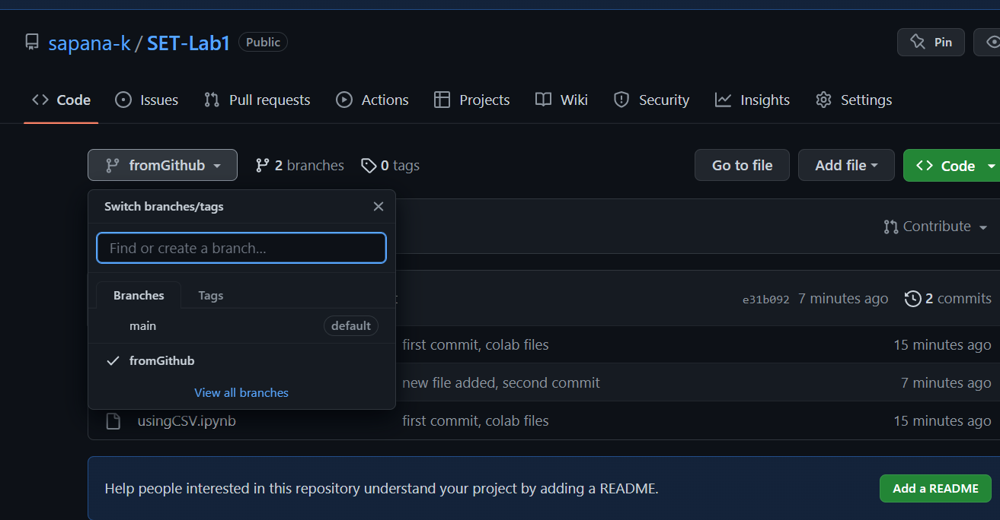 sapana-k / SET-Lab1 Public
Pin
Code Issues Pull requests Actions Projects Wiki Security Insights Settings
fromGithub 2 branches 0 tags Go to file Add file Code
Switch branches/tags
Contribute
Find or create a branch...
Branches Tags
e31b092 7 minutes ago 2 commits
main default
first commit, colab files 15 minutes ago
fromGithub
new file added, second commit 7 minutes ago
View all branches
usingCSV.ipynb first commit, colab files 15 minutes ago
Help people interested in this repository understand your project by adding a README. Add a README